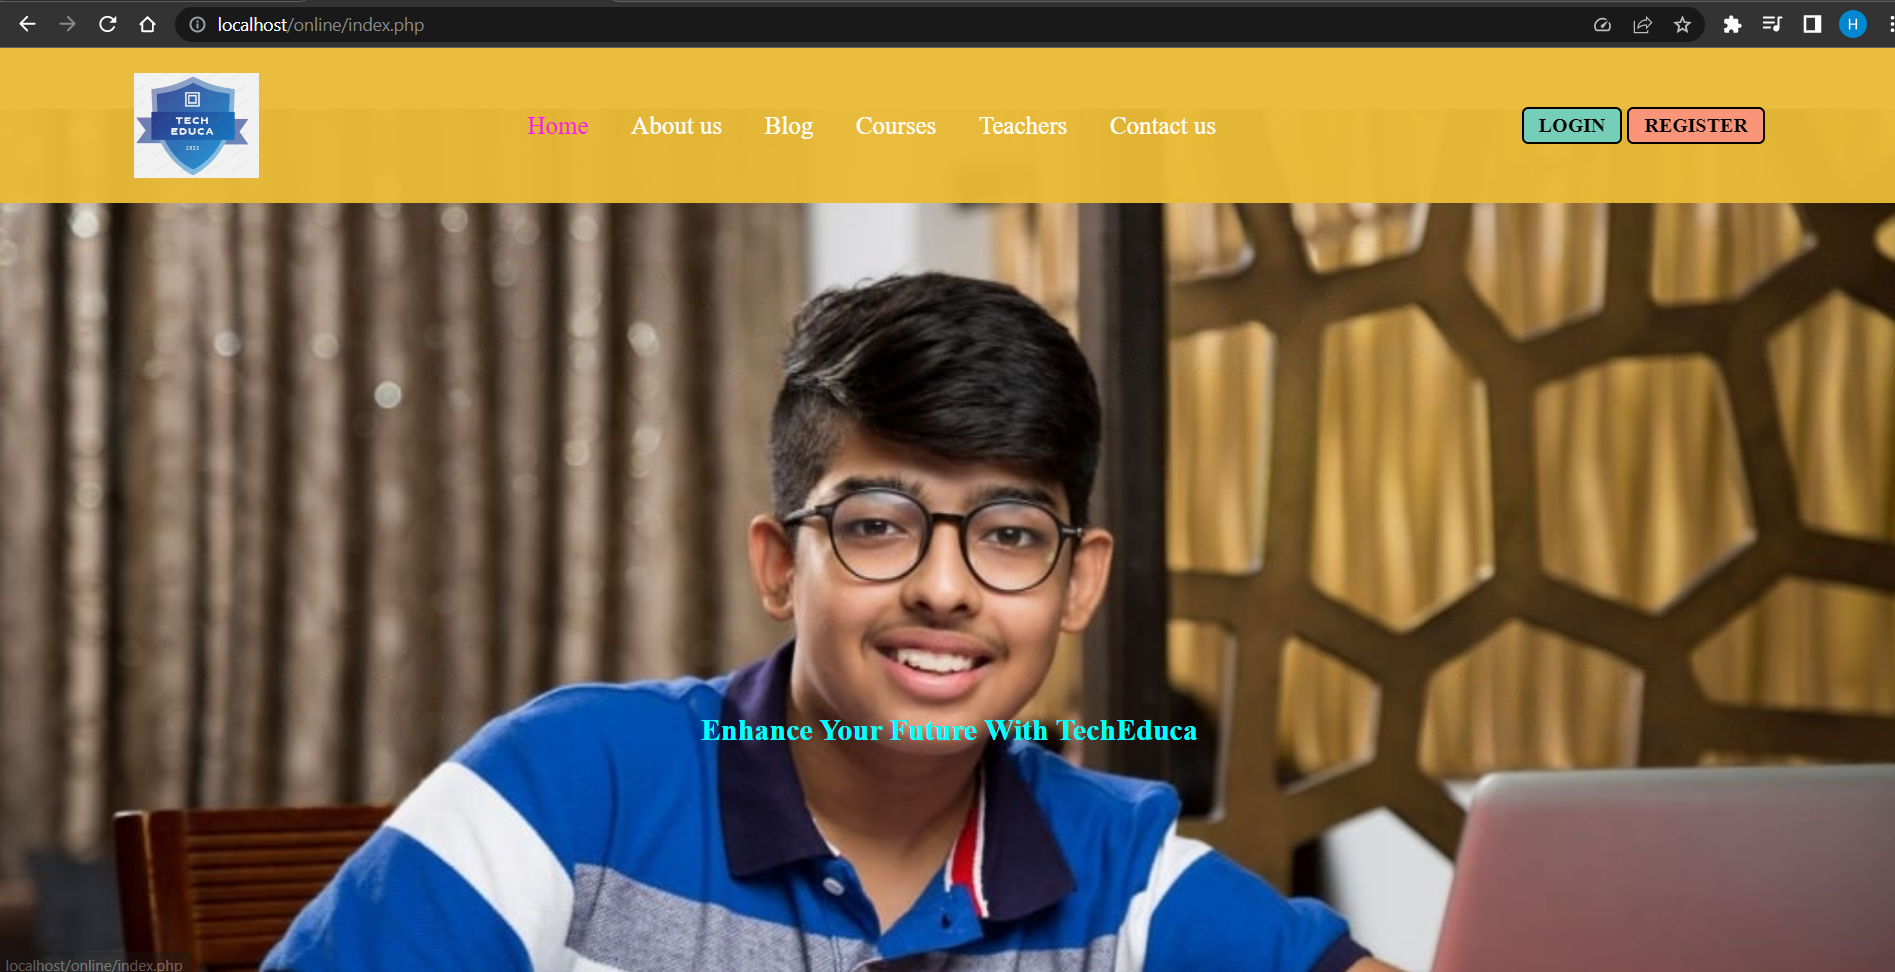 localhost/online/index.php
H
TECH
EDUCA
2023
Home About us Blog Courses Teachers Contact us
LOGIN REGISTER
Enhance Your Future With TechEduca
localhost/online/index.php